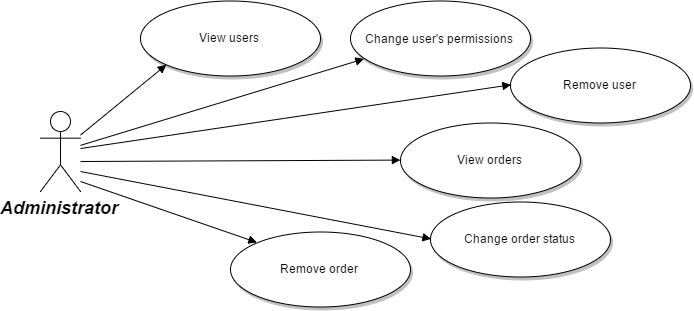 View users
Change user's permissions
Remove user
View orders
Administrator
Change order status
Remove order